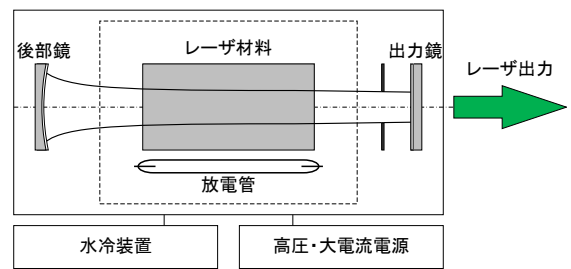 後部鏡
レーザ材料
出力鏡
レーザ出力
放電管
水冷装置
高圧・大電流電源